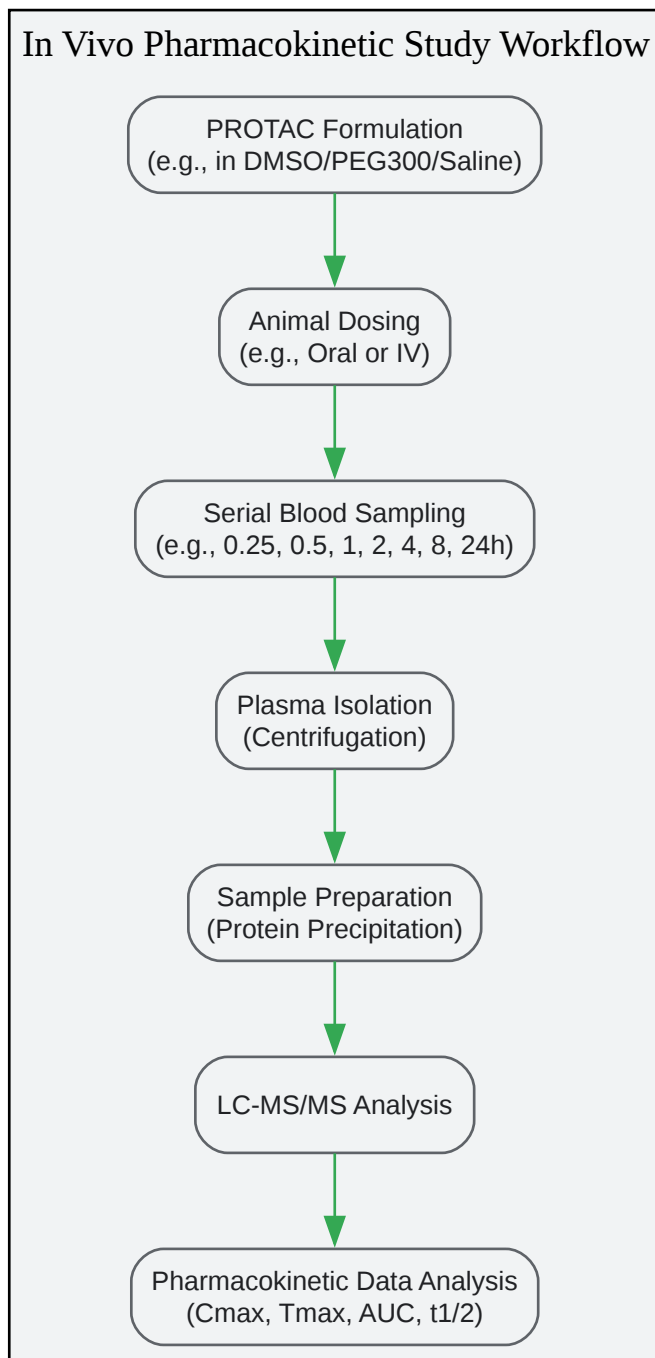 In Vivo Pharmacokinetic Study Workflow
PROTAC Formulation
(e.g., in DMSO/PEG300/Saline)
Animal Dosing
(e.g., Oral or IV)
Serial Blood Sampling
(e.g., 0.25, 0.5, 1, 2, 4, 8, 24h)
Plasma Isolation
(Centrifugation)
Sample Preparation
(Protein Precipitation)
LC-MS/MS Analysis
Pharmacokinetic Data Analysis
(Cmax, Tmax, AUC, t1/2)